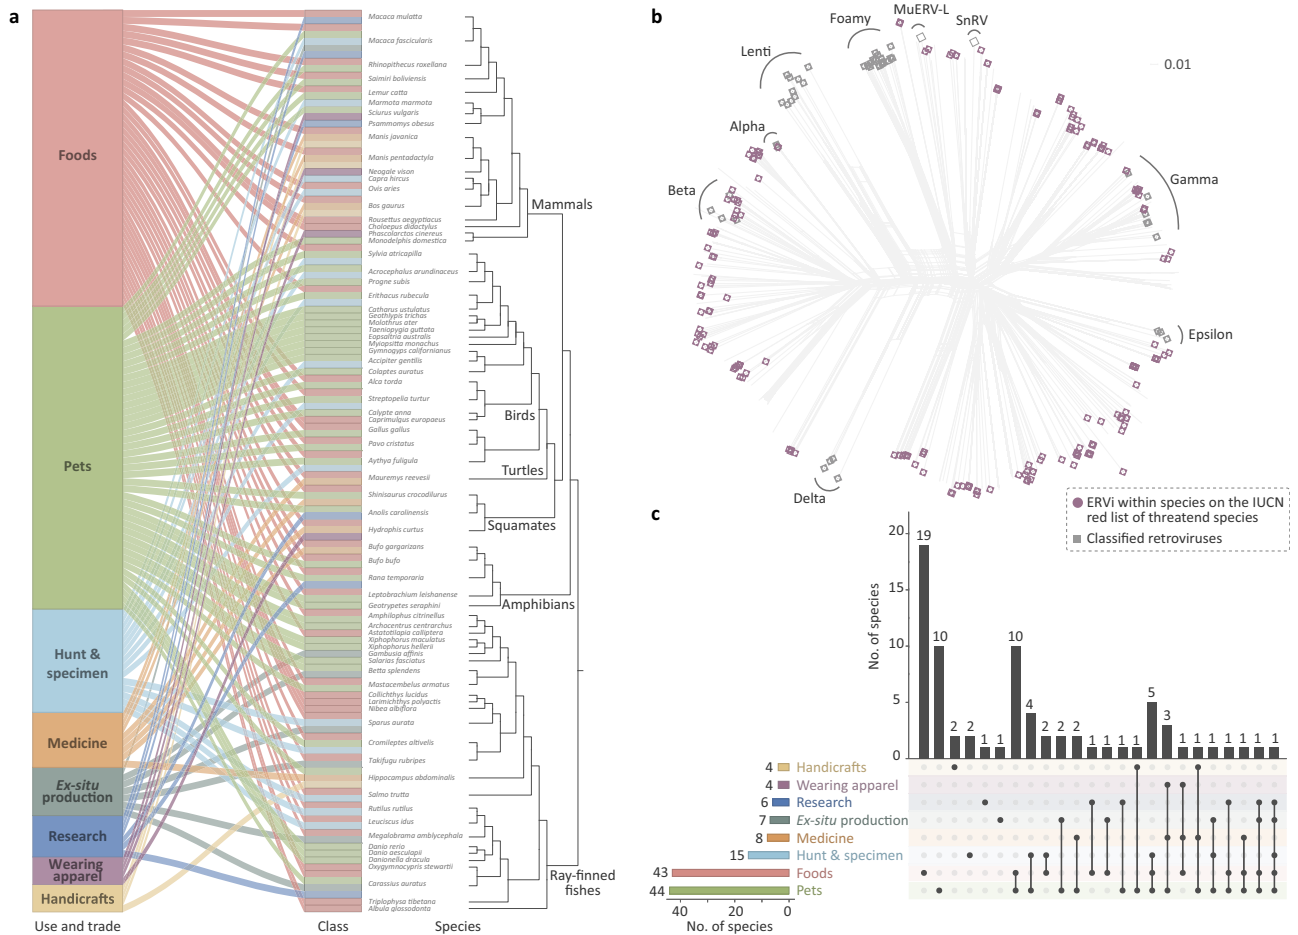 a
Foods
Pets
Hunt &
specimen
Medicine
Ex-situ
production
Research
Wearing
apparel
Handicrafts
Use and trade
Class
Species
Macaca mulatta
Macaca fascicularis
Rhinopithecus roxellana
Saimiri boliviensis
Lemur catta
Marmota marmota
Sciurus vulgaris
Psammomys obesus
Manis javanica
Manis pentadactyla
Neogale vison
Capra hircus
Ovis aries
Bos gaurus
Rousettus aegyptiacus
Choloepus didactylus
Phascolarctos cinereus
Monodelphis domestica
Sylvia atricapilla
Acrocephalus arundinaceus
Progne subis
Erithacus rubecula
Catharus ustulatus
Geothlypis trichas
Molothrus ater
Taeniopygia guttata
Eopsaltria australis
Myiopsitta monachus
Gymnogyps californianus
Accipiter gentilis
Colaptes auratus
Alca torda
Streptopelia turtur
Calypte anna
Caprimulgus europaeus
Gallus gallus
Pavo cristatus
Aythya fuligula
Mauremys reevesii
Shinisaurus crocodilurus
Anolis carolinensis
Hydrophis curtus
Bufo gargarizans
Bufo bufo
Rana temporaria
Leptobrachium leishanense
Geotrypetes seraphini
Amphilophus citrinellus
Archocentrus centrarchus
Astatotilapia calliptera
Xiphophorus maculatus
Xiphophorus hellerii
Gambusia affinis
Salarias fasciatus
Betta splendens
Mastacembelus armatus
Collichthys lucidus
Larimichthys polyactis
Nibea albiflora
Sparus aurata
Cromileptes altivelis
Takifugu rubripes
Hippocampus abdominalis
Salmo trutta
Rutilus rutilus
Leuciscus idus
Megalobrama amblycephala
Danio rerio
Danio aesculapii
Danionella dracula
Oxygymnocypris stewartii
Carassius auratus
Triplophysa tibetana
Albula glossodonta
Mammals
Birds
Turtles
Squamates
Amphibians
Ray-finned
fishes
b
MuERV-L
SnRV
Foamy
Lenti
Alpha
Beta
Gamma
Epsilon
Delta
0.01
ERVi within species on the IUCN
red list of threatend species
Classified retroviruses
c
No. of species
20
15
10
5
0
19
10
2
2
1
1
10
4
2
2
2
1
1
1
1
5
3
1
1
1
1
1
1
1
4 Handicrafts
4 Wearing apparel
6 Research
7 Ex-situ production
8 Medicine
15 Hunt & specimen
43 Foods
44 Pets
40 20 0
No. of species